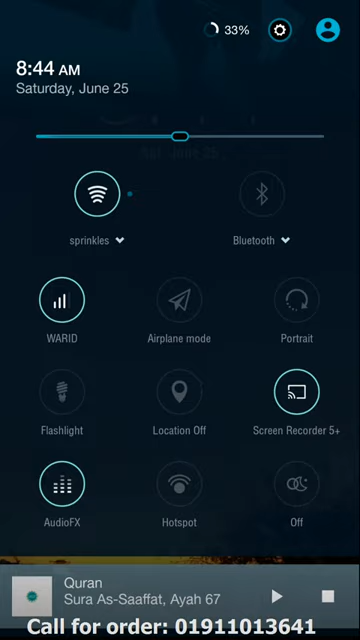 33%
8:44 AM
Saturday, June 25
sprinkles
Bluetooth
WARID
Airplane mode
Portrait
Flashlight
Location Off
Screen Recorder 5+
AudioFX
Hotspot
Off
Quran
Sura As-Saaffat, Ayah 67
Call for order: 01911013641